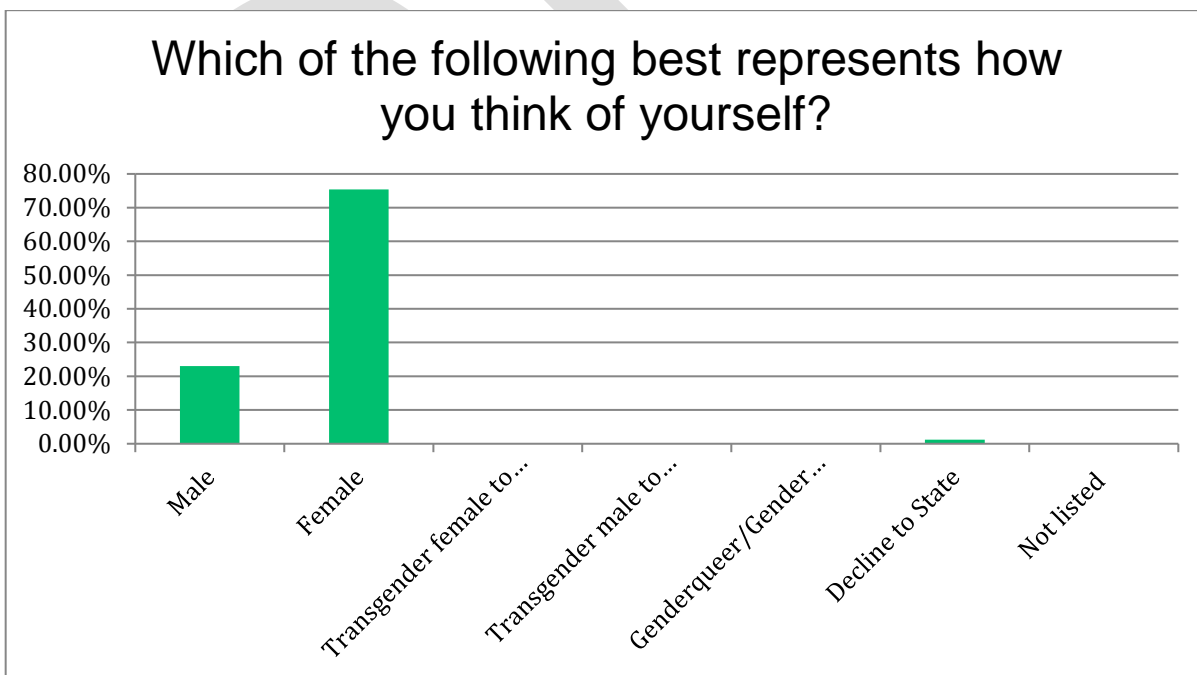 Which of the following best represents how
you think of yourself?
80.00%
70.00%
60.00%
50.00%
40.00%
30.00%
20.00%
10.00%
0.00%
Male
Female
Transgender female to...
Transgender male to...
Genderqueer/Gender...
Decline to State
Not listed